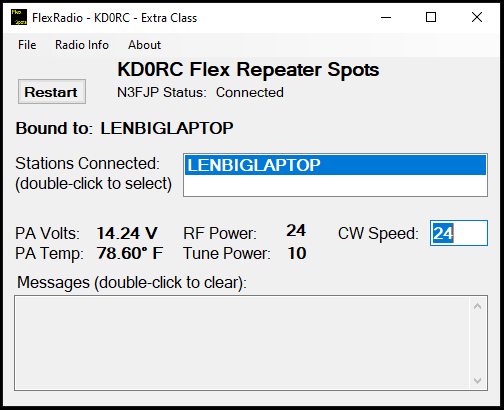 Flex Spots FlexRadio - KD0RC - Extra Class
File Radio Info About
KD0RC Flex Repeater Spots
Restart N3FJP Status: Connected
Bound to: LENBIGLAPTOP
Stations Connected: LENBIGLAPTOP
(double-click to select)
PA Volts: 14.24 V RF Power: 24 CW Speed: 24
PA Temp: 78.60° F Tune Power: 10
Messages (double-click to clear):